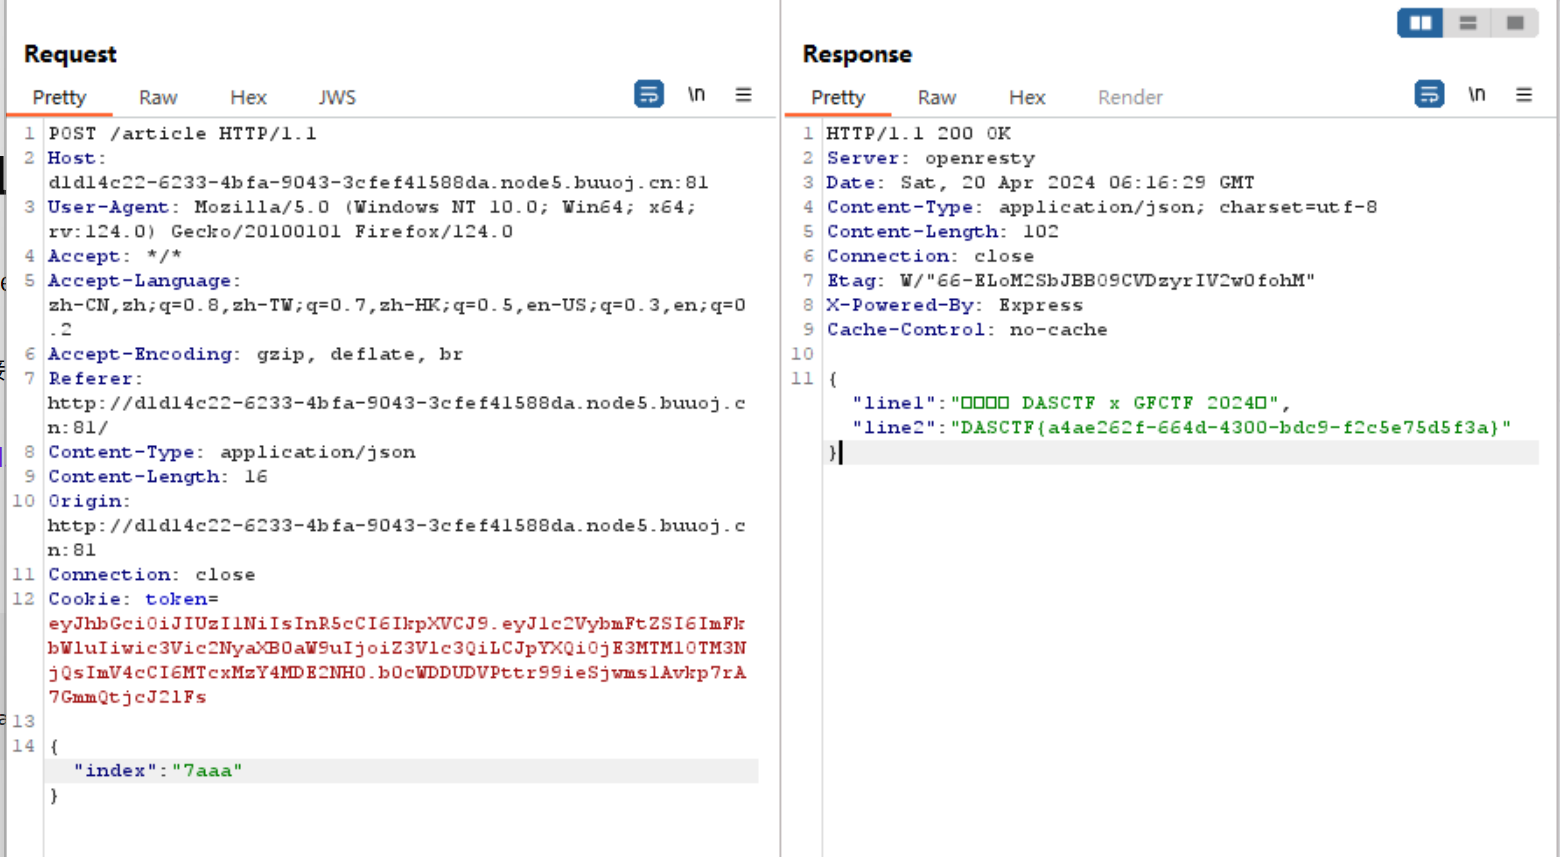 Request
Pretty Raw Hex JWS \n
1 POST /article HTTP/1.1
2 Host:
d1d14c22-6233-4bfa-9043-3cfef41588da.node5.buuoj.cn:81
3 User-Agent: Mozilla/5.0 (Windows NT 10.0; Win64; x64;
rv:124.0) Gecko/20100101 Firefox/124.0
4 Accept: */*
5 Accept-Language:
zh-CN,zh;q=0.8,zh-TW;q=0.7,zh-HK;q=0.5,en-US;q=0.3,en;q=0
.2
6 Accept-Encoding: gzip, deflate, br
7 Referer:
http://d1d14c22-6233-4bfa-9043-3cfef41588da.node5.buuoj.c
n:81/
8 Content-Type: application/json
9 Content-Length: 16
10 Origin:
http://d1d14c22-6233-4bfa-9043-3cfef41588da.node5.buuoj.c
n:81
11 Connection: close
12 Cookie: token=
eyJhbGciOiJIUzI1NiIsInR5cCI6IkpXVCJ9.eyJ1c2VybmFtZSI6ImFk
bWluIiwic3Vic2NyaXB0aW9uIjoiZ3Vlc3QiLCJpYXQiOjE3MTM1OTM3N
jQsImV4cCI6MTcxMzY4MDE2NH0.b0cWDDUDVPttr99ieSjwms1Avkp7rA
7GmmQtjcJ21Fs
13
14 {
"index":"7aaa"
}
Response
Pretty Raw Hex Render \n
1 HTTP/1.1 200 OK
2 Server: openresty
3 Date: Sat, 20 Apr 2024 06:16:29 GMT
4 Content-Type: application/json; charset=utf-8
5 Content-Length: 102
6 Connection: close
7 Etag: W/"66-ELoM2SbJBB09CVDzyrIV2w0fohM"
8 X-Powered-By: Express
9 Cache-Control: no-cache
10
11 {
"line1":"□□□□ DASCTF x GFCTF 2024□",
"line2":"DASCTF{a4ae262f-664d-4300-bdc9-f2c5e75d5f3a}"
}